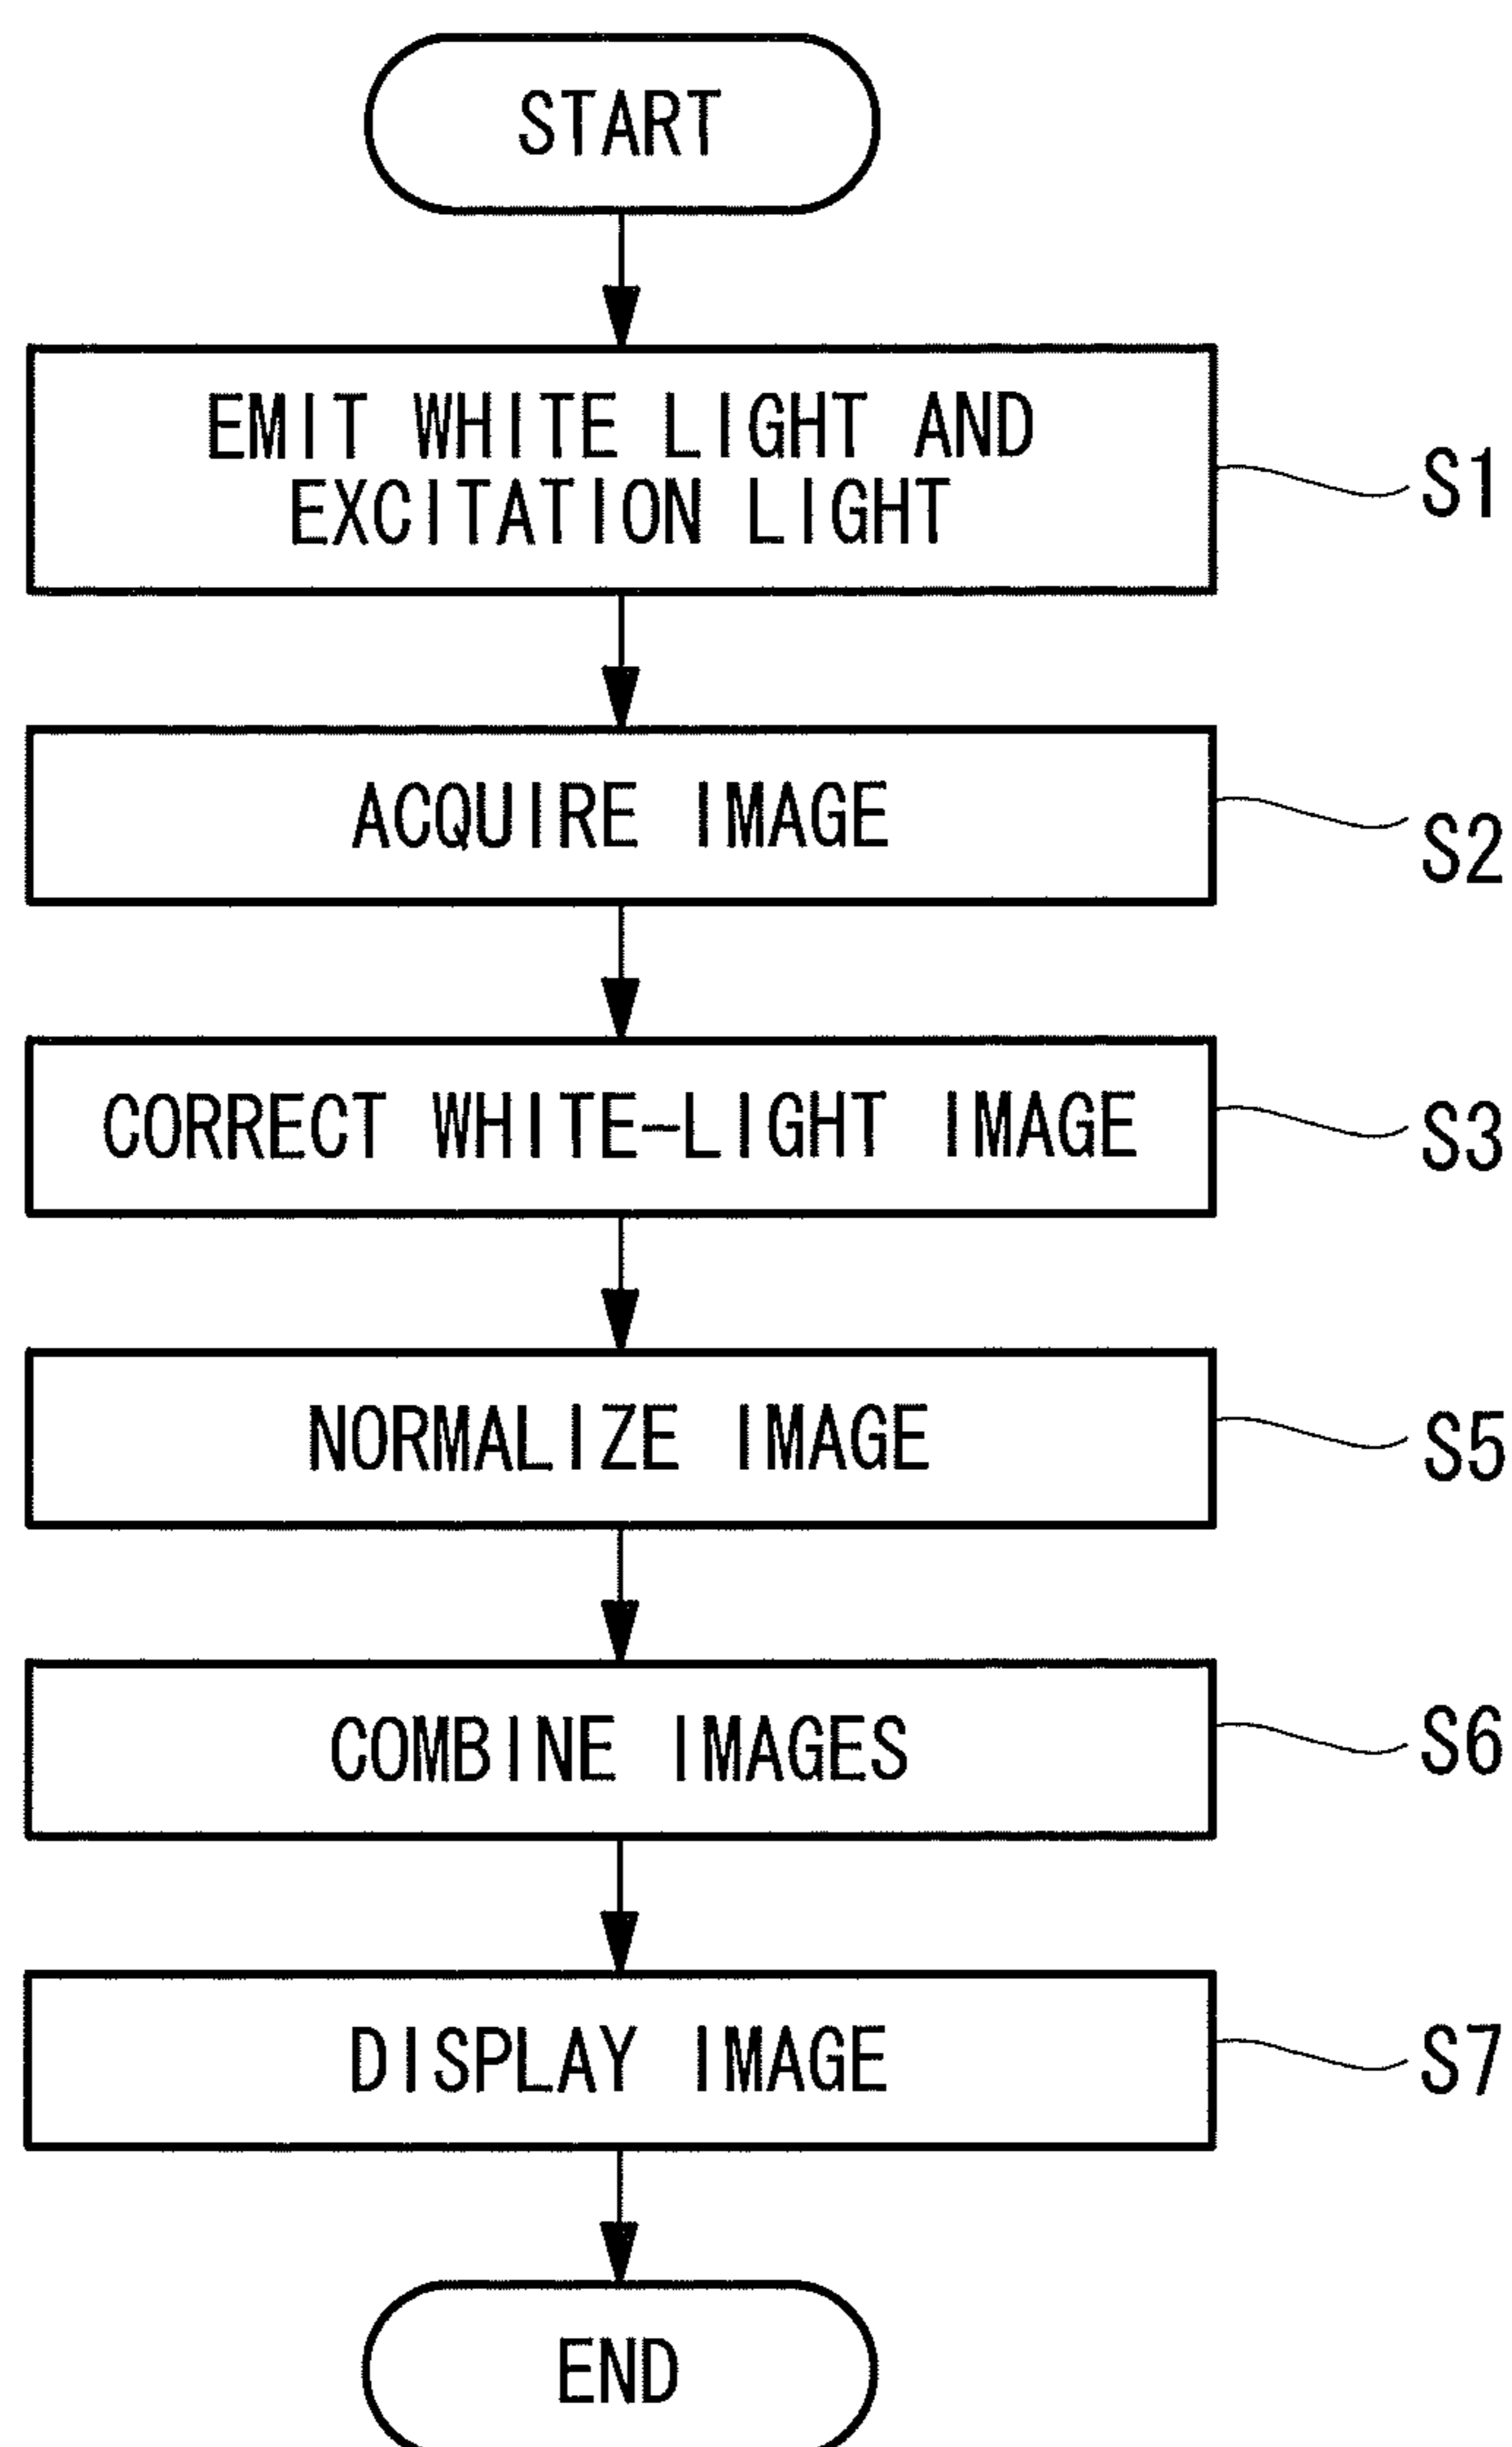 START
EMIT WHITE LIGHT AND
EXCITATION LIGHT
S1
ACQUIRE IMAGE
S2
CORRECT WHITE-LIGHT IMAGE
S3
NORMALIZE IMAGE
S5
COMBINE IMAGES
S6
DISPLAY IMAGE
S7
END